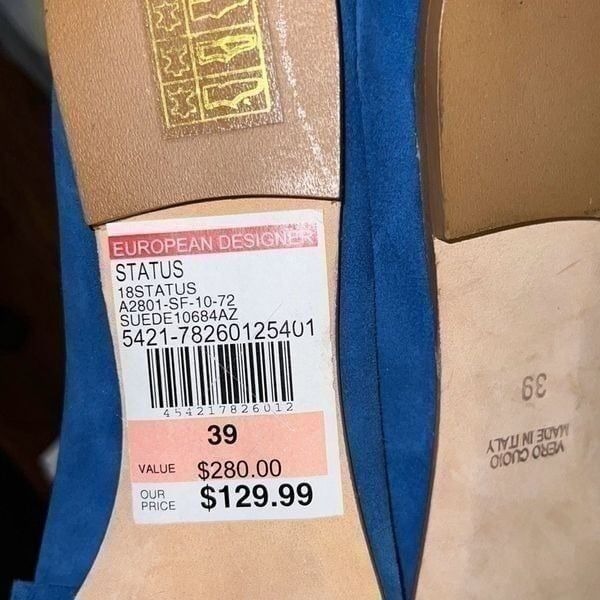 EUROPEAN DESIGNER
STATUS
18STATUS
A2801-SF-10-72
SUEDE10684AZ
5421-78260125401
454217826012
39
VALUE $280.00
OUR PRICE $129.99
39
VERO CUOIO
MADE IN ITALY